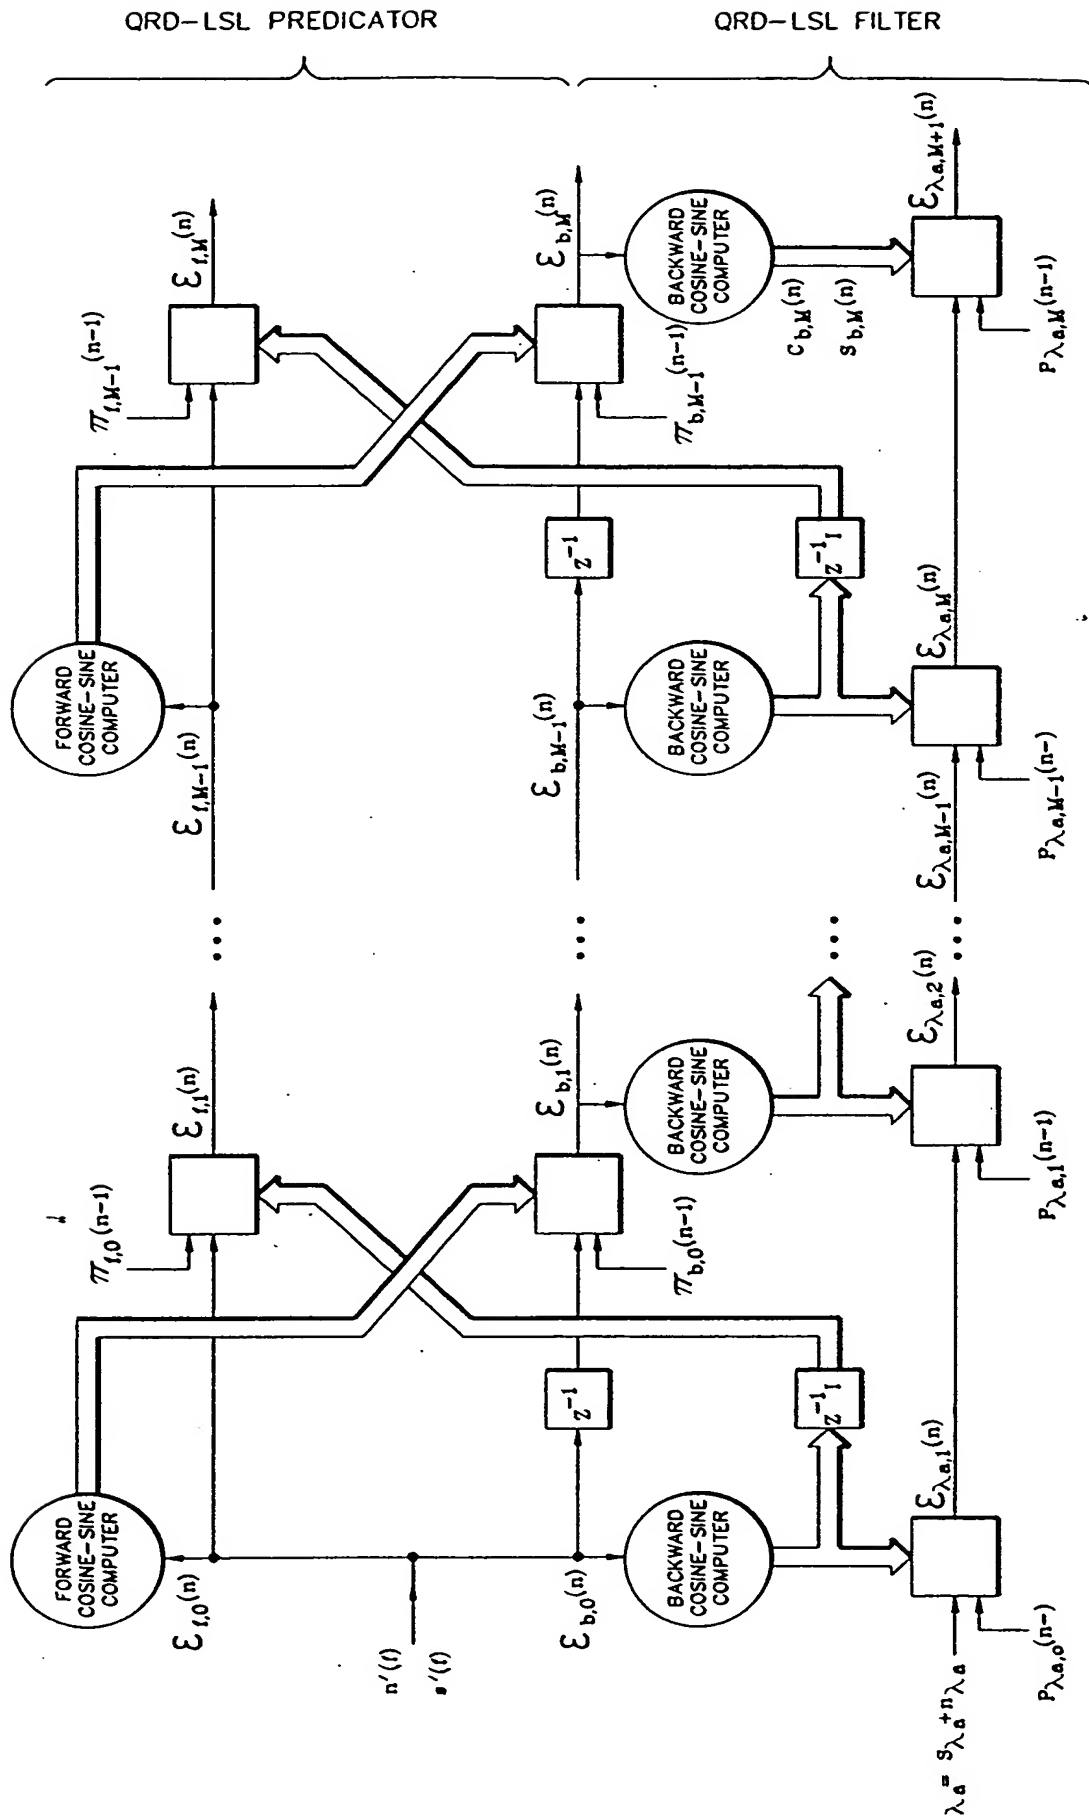 QRD-LSL PREDICATOR
QRD-LSL FILTER
FORWARD
COSINE-SINE
COMPUTER
ε_{f,0}(n)
π_{f,0}(n-1)
ε_{f,1}(n)
...
ε_{f,M-1}(n)
FORWARD
COSINE-SINE
COMPUTER
π_{f,M-1}(n-1)
ε_{f,M}(n)
n'(t)
s'(t)
ε_{b,0}(n)
Z^{-1}
π_{b,0}(n-1)
ε_{b,1}(n)
...
ε_{b,M-1}(n)
Z^{-1}
π_{b,M-1}(n-1)
ε_{b,M}(n)
BACKWARD
COSINE-SINE
COMPUTER
Z^{-1}I
BACKWARD
COSINE-SINE
COMPUTER
...
BACKWARD
COSINE-SINE
COMPUTER
Z^{-1}I
BACKWARD
COSINE-SINE
COMPUTER
C_{b,M}(n)
S_{b,M}(n)
λ_a = S_{λa}+n_{λa}
P_{λa,0}(n-)
ε_{λa,1}(n)
P_{λa,1}(n-1)
ε_{λa,2}(n)
...
ε_{λa,M-1}(n)
P_{λa,M-1}(n-)
ε_{λa,M}(n)
P_{λa,M}(n-1)
ε_{λa,M+1}(n)